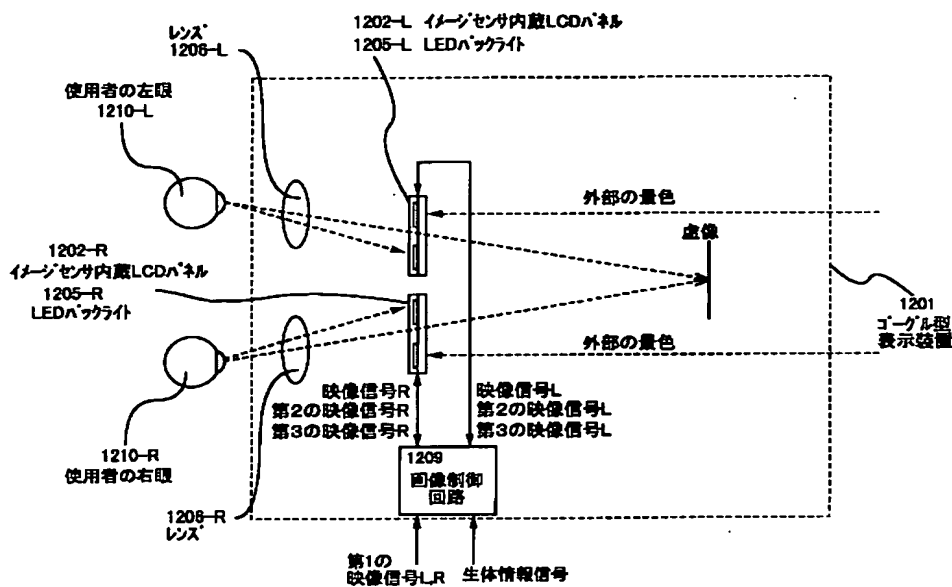 1202-L イメージセンサ内蔵LCDパネル
1205-L LEDバックライト
レンズ
1206-L
使用者の左眼
1210-L
外部の景色
虚像
1202-R
イメージセンサ内蔵LCDパネル
1205-R
LEDバックライト
1201
ゴーグル型
表示装置
外部の景色
映像信号R
第2の映像信号R
第3の映像信号R
映像信号L
第2の映像信号L
第3の映像信号L
1209
画像制御
回路
1210-R
使用者の右眼
1206-R
レンズ
第1の
映像信号L,R
生体情報信号